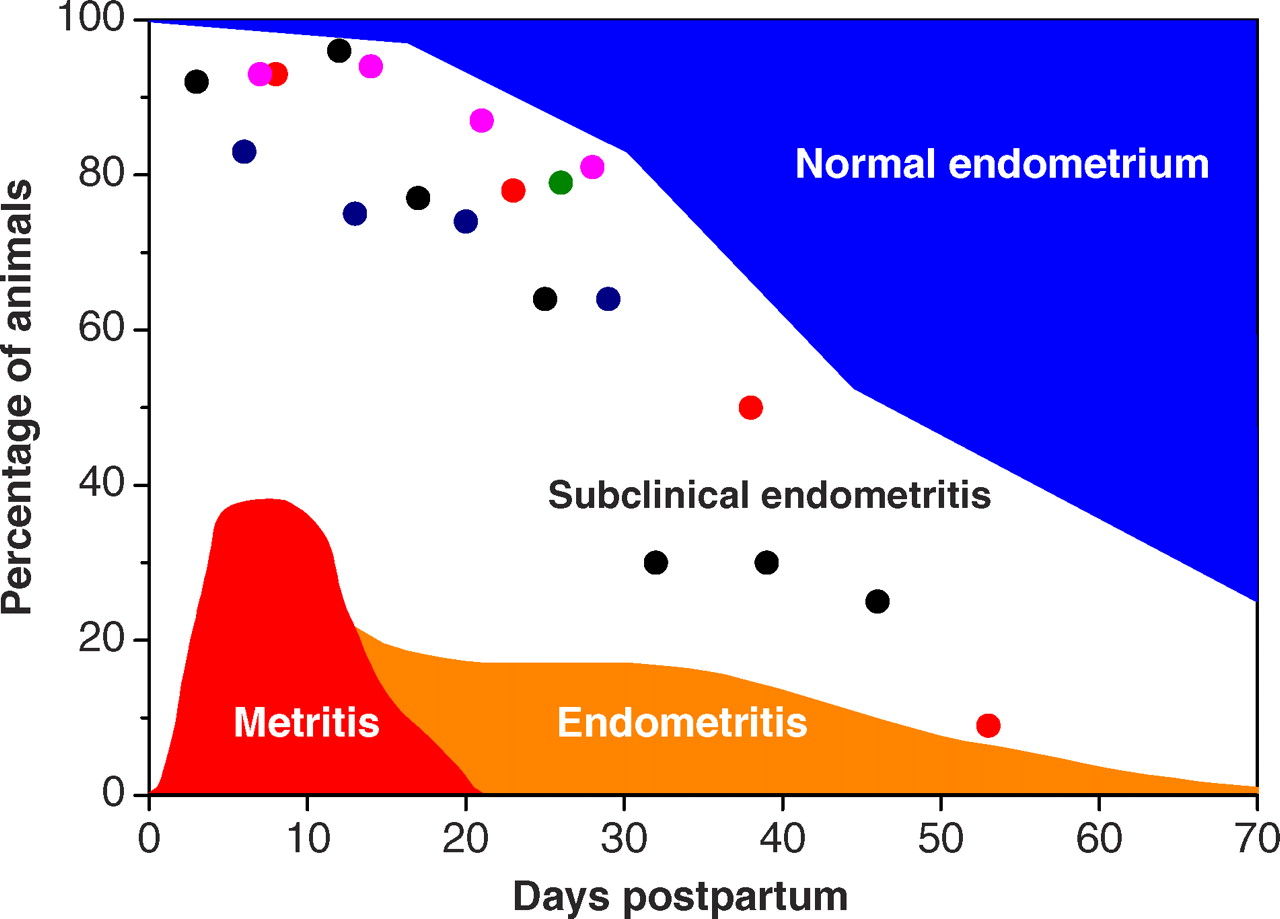 Percentage of animals
100
80
60
40
20
0
Normal endometrium
Subclinical endometritis
Metritis
Endometritis
0 10 20 30 40 50 60 70
Days postpartum